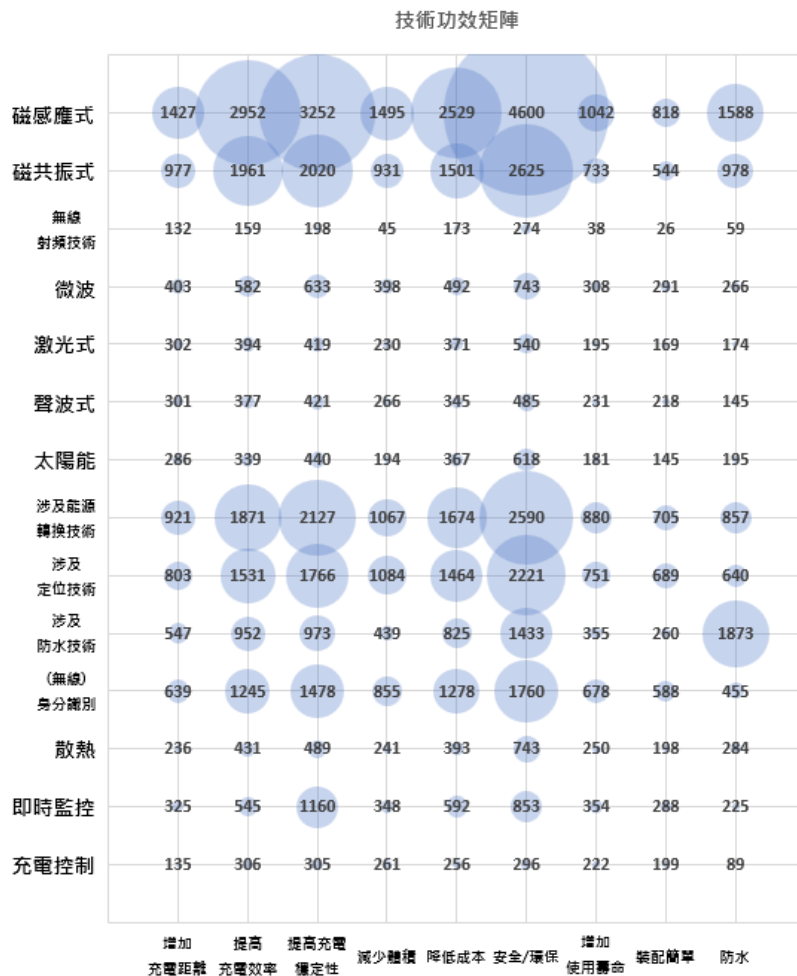 技術功效矩陣
磁感應式 1427 2952 3252 1495 2529 4600 1042 818 1588
磁共振式 977 1961 2020 931 1501 2625 733 544 978
無線
射頻技術 132 159 198 45 173 274 38 26 59
微波 403 582 633 398 492 743 308 291 266
激光式 302 394 419 230 371 540 195 169 174
聲波式 301 377 421 266 345 485 231 218 145
太陽能 286 339 440 194 367 618 181 145 195
涉及能源
轉換技術 921 1871 2127 1067 1674 2590 880 705 857
涉及
定位技術 803 1531 1766 1084 1464 2221 751 689 640
涉及
防水技術 547 952 973 439 825 1433 355 260 1873
(無線)
身分識別 639 1245 1478 855 1278 1760 678 588 455
散熱 236 431 489 241 393 743 250 198 284
即時監控 325 545 1160 348 592 853 354 288 225
充電控制 135 306 305 261 256 296 222 199 89
增加
充電距離
提高
充電效率
提高充電
穩定性
減少體積
降低成本
安全/環保
增加
使用壽命
裝配簡單
防水